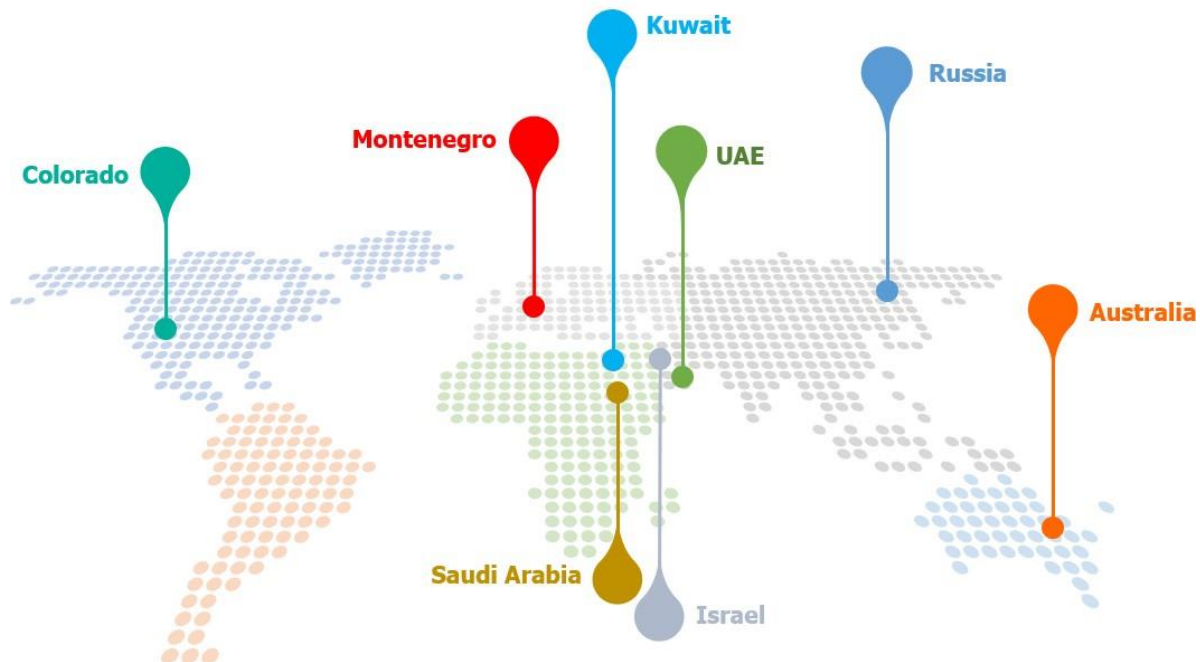 Kuwait
Russia
Montenegro
UAE
Colorado
Australia
Saudi Arabia
Israel